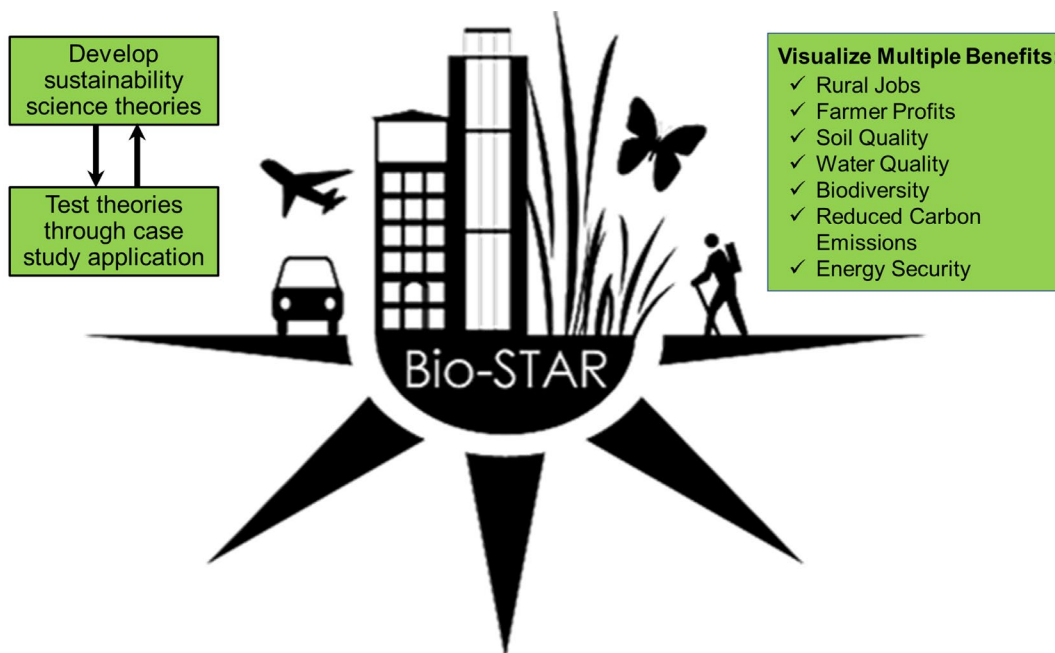 Develop
sustainability
science theories
Test theories
through case
study application
Visualize Multiple Benefits:
✓ Rural Jobs
✓ Farmer Profits
✓ Soil Quality
✓ Water Quality
✓ Biodiversity
✓ Reduced Carbon
Emissions
✓ Energy Security
Bio-STAR